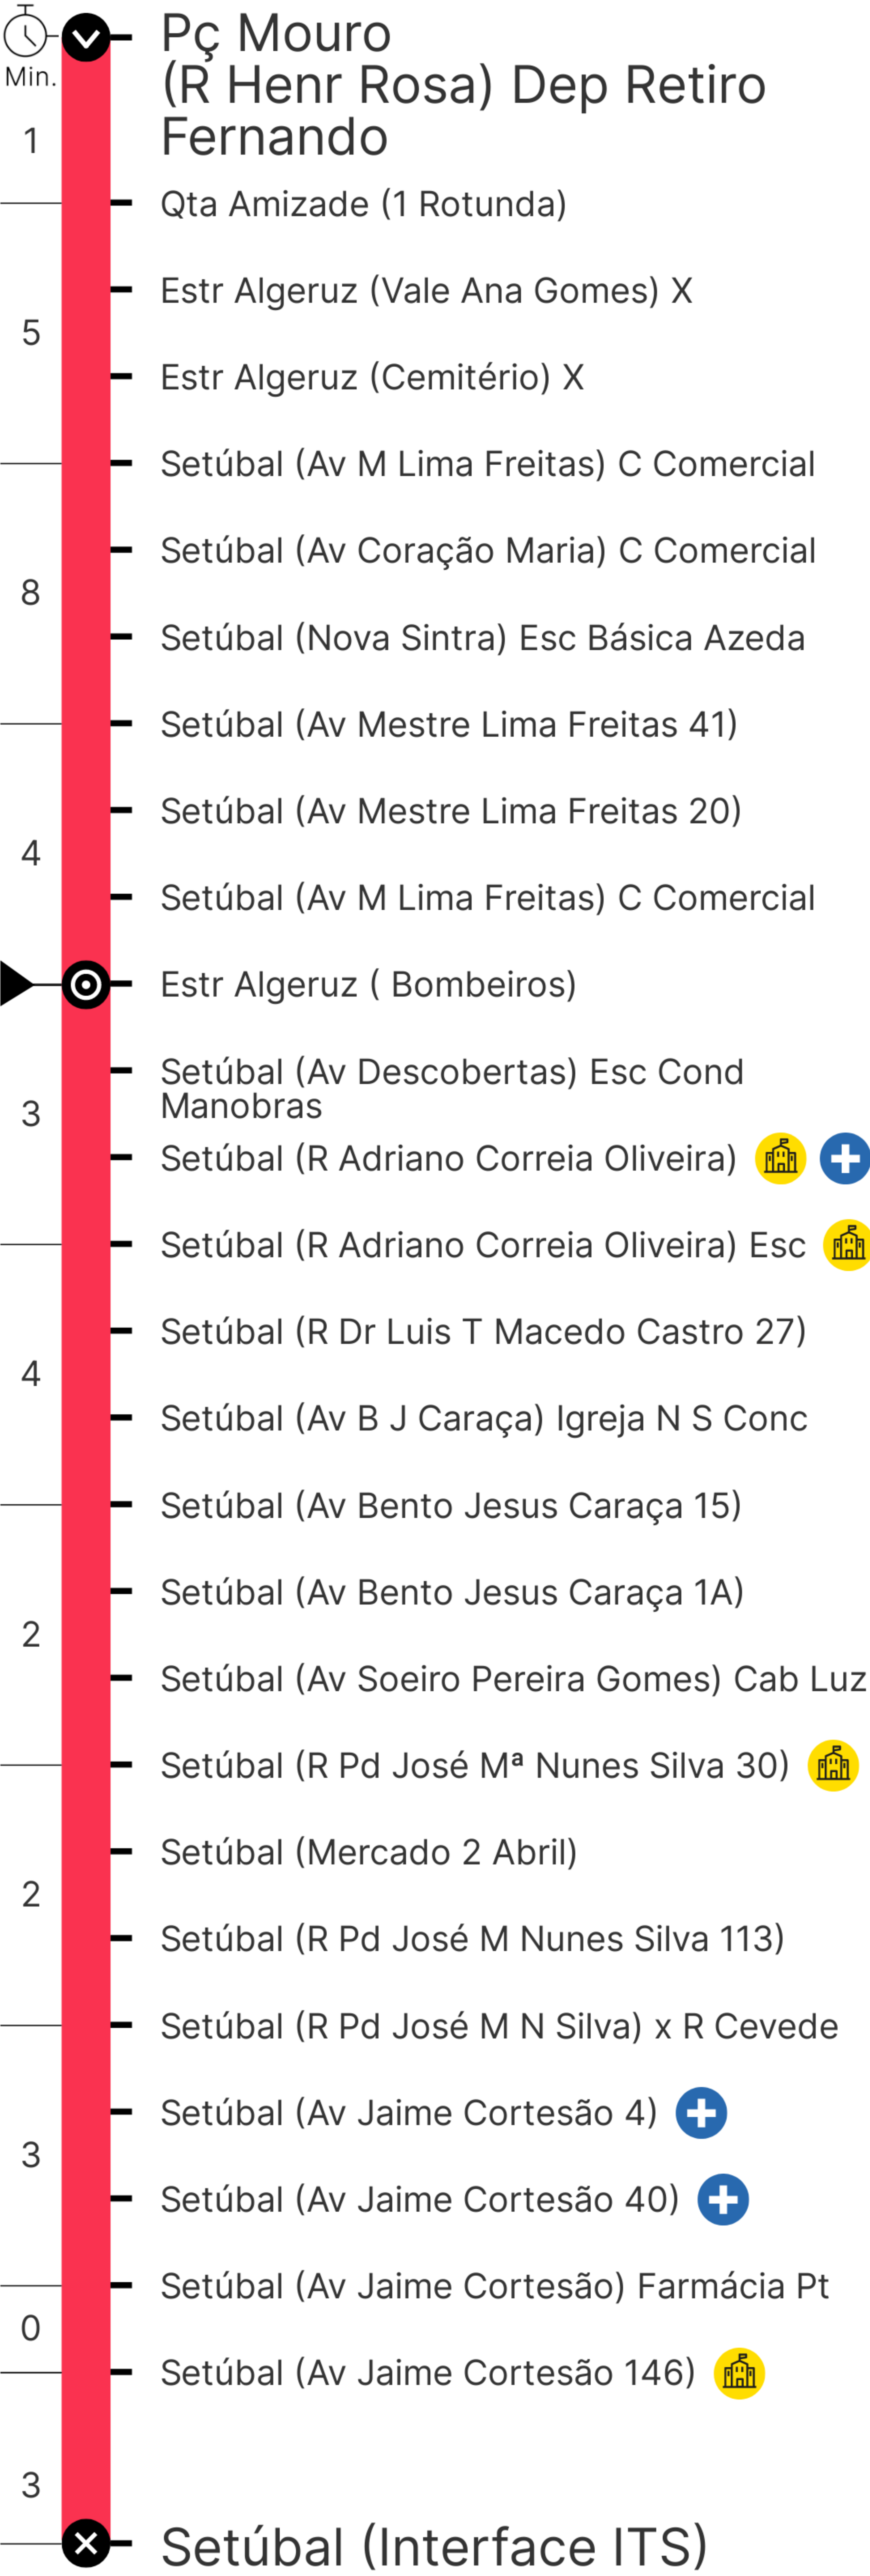 Min.
Pç Mouro
(R Henr Rosa) Dep Retiro
Fernando
1
Qta Amizade (1 Rotunda)
Estr Algeruz (Vale Ana Gomes) X
5
Estr Algeruz (Cemitério) X
Setúbal (Av M Lima Freitas) C Comercial
Setúbal (Av Coração Maria) C Comercial
8
Setúbal (Nova Sintra) Esc Básica Azeda
Setúbal (Av Mestre Lima Freitas 41)
Setúbal (Av Mestre Lima Freitas 20)
4
Setúbal (Av M Lima Freitas) C Comercial
Estr Algeruz ( Bombeiros)
Setúbal (Av Descobertas) Esc Cond
Manobras
3
Setúbal (R Adriano Correia Oliveira)
Setúbal (R Adriano Correia Oliveira) Esc
Setúbal (R Dr Luis T Macedo Castro 27)
4
Setúbal (Av B J Caraça) Igreja N S Conc
Setúbal (Av Bento Jesus Caraça 15)
Setúbal (Av Bento Jesus Caraça 1A)
2
Setúbal (Av Soeiro Pereira Gomes) Cab Luz
Setúbal (R Pd José Mª Nunes Silva 30)
Setúbal (Mercado 2 Abril)
2
Setúbal (R Pd José M Nunes Silva 113)
Setúbal (R Pd José M N Silva) x R Cevede
Setúbal (Av Jaime Cortesão 4)
3
Setúbal (Av Jaime Cortesão 40)
Setúbal (Av Jaime Cortesão) Farmácia Pt
0
Setúbal (Av Jaime Cortesão 146)
3
Setúbal (Interface ITS)